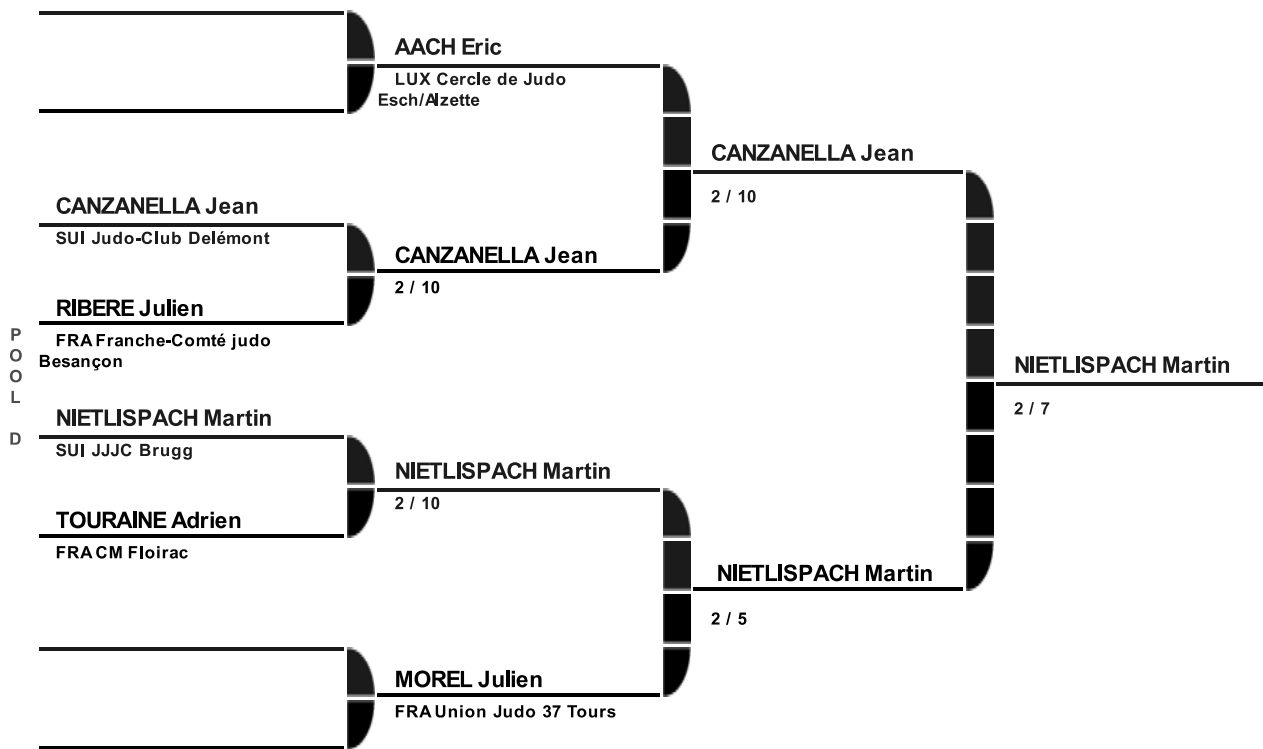 AACH Eric
LUX Cercle de Judo
Esch/Alzette
CANZANELLA Jean
2 / 10
CANZANELLA Jean
SUI Judo-Club Delémont
CANZANELLA Jean
2 / 10
RIBERE Julien
FRA Franche-Comté judo
Besançon
POOL D
NIETLISPACH Martin
2 / 7
NIETLISPACH Martin
SUI JJJC Brugg
NIETLISPACH Martin
2 / 10
TOURAINE Adrien
FRA CM Floirac
NIETLISPACH Martin
2 / 5
MOREL Julien
FRA Union Judo 37 Tours